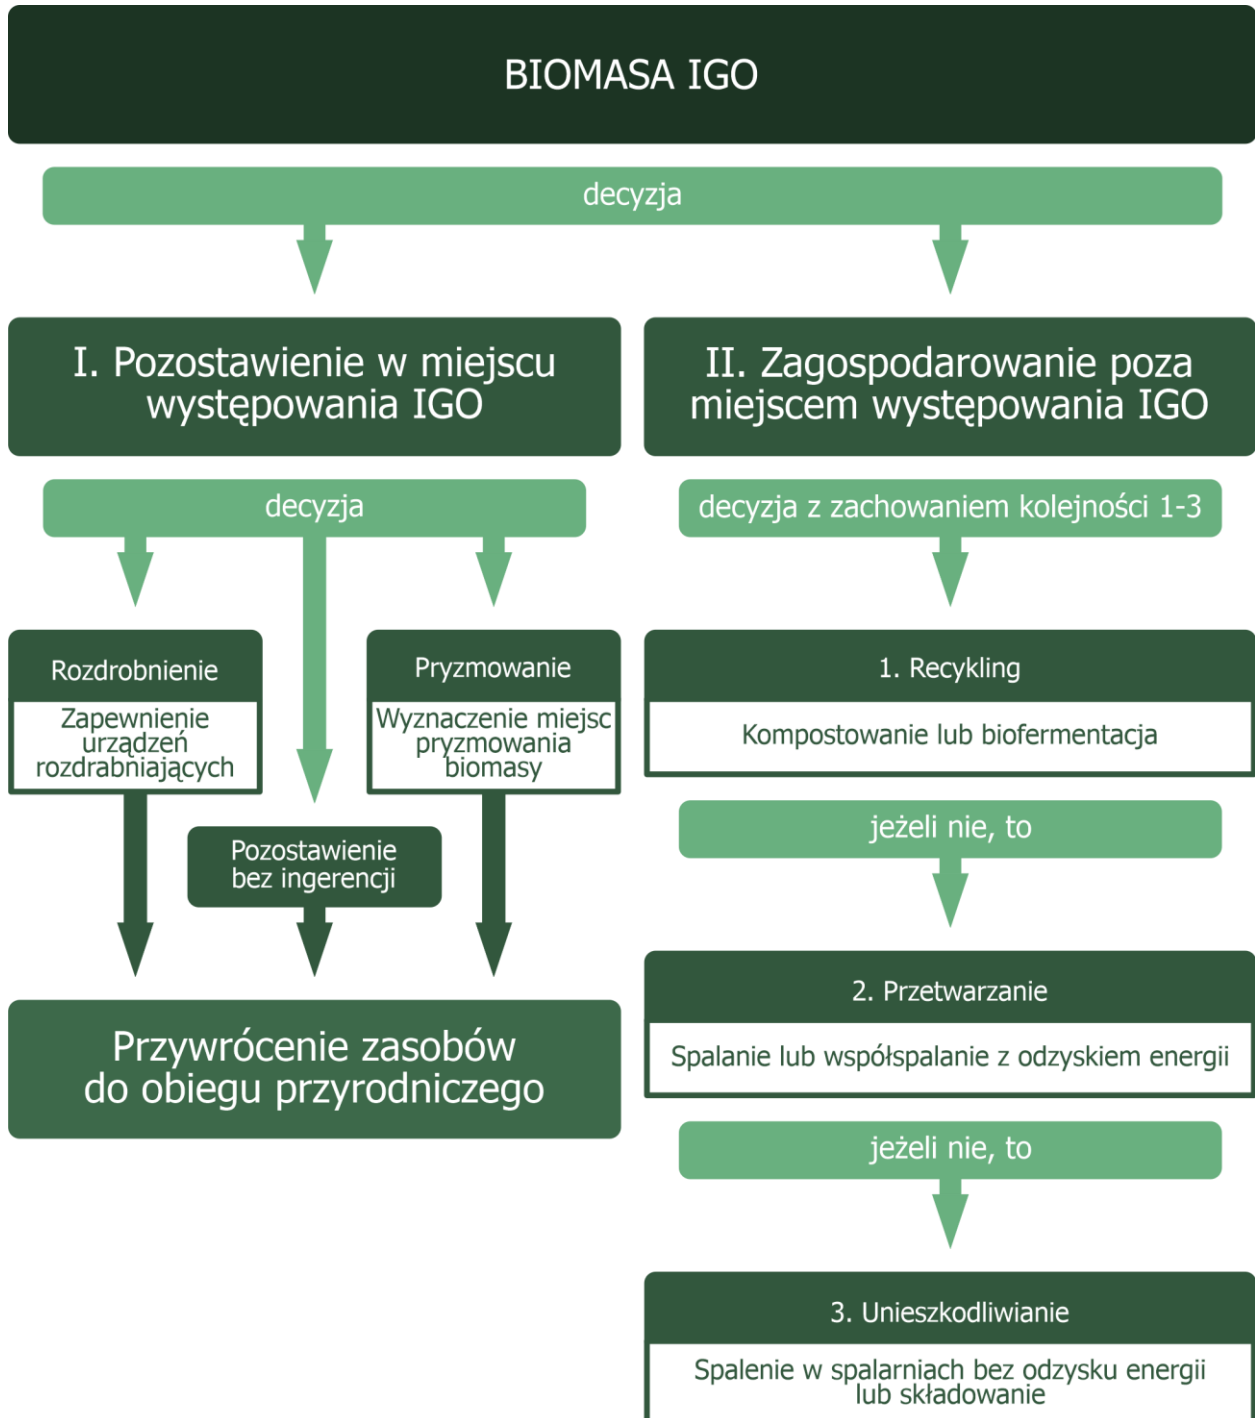 BIOMASA IGO
decyzja
I. Pozostawienie w miejscu
występowania IGO
decyzja
Rozdrobnienie
Zapewnienie
urządzeń
rozdrabniających
Pozostawienie
bez ingerencji
Pryzmowanie
Wyznaczenie miejsc
pryzmowania
biomasy
Przywrócenie zasobów
do obiegu przyrodniczego
II. Zagospodarowanie poza
miejscem występowania IGO
decyzja z zachowaniem kolejności 1-3
1. Recykling
Kompostowanie lub biofermentacja
jeżeli nie, to
2. Przetwarzanie
Spalanie lub współspalanie z odzyskiem energii
jeżeli nie, to
3. Unieszkodliwianie
Spalenie w spalarniach bez odzysku energii
lub składowanie